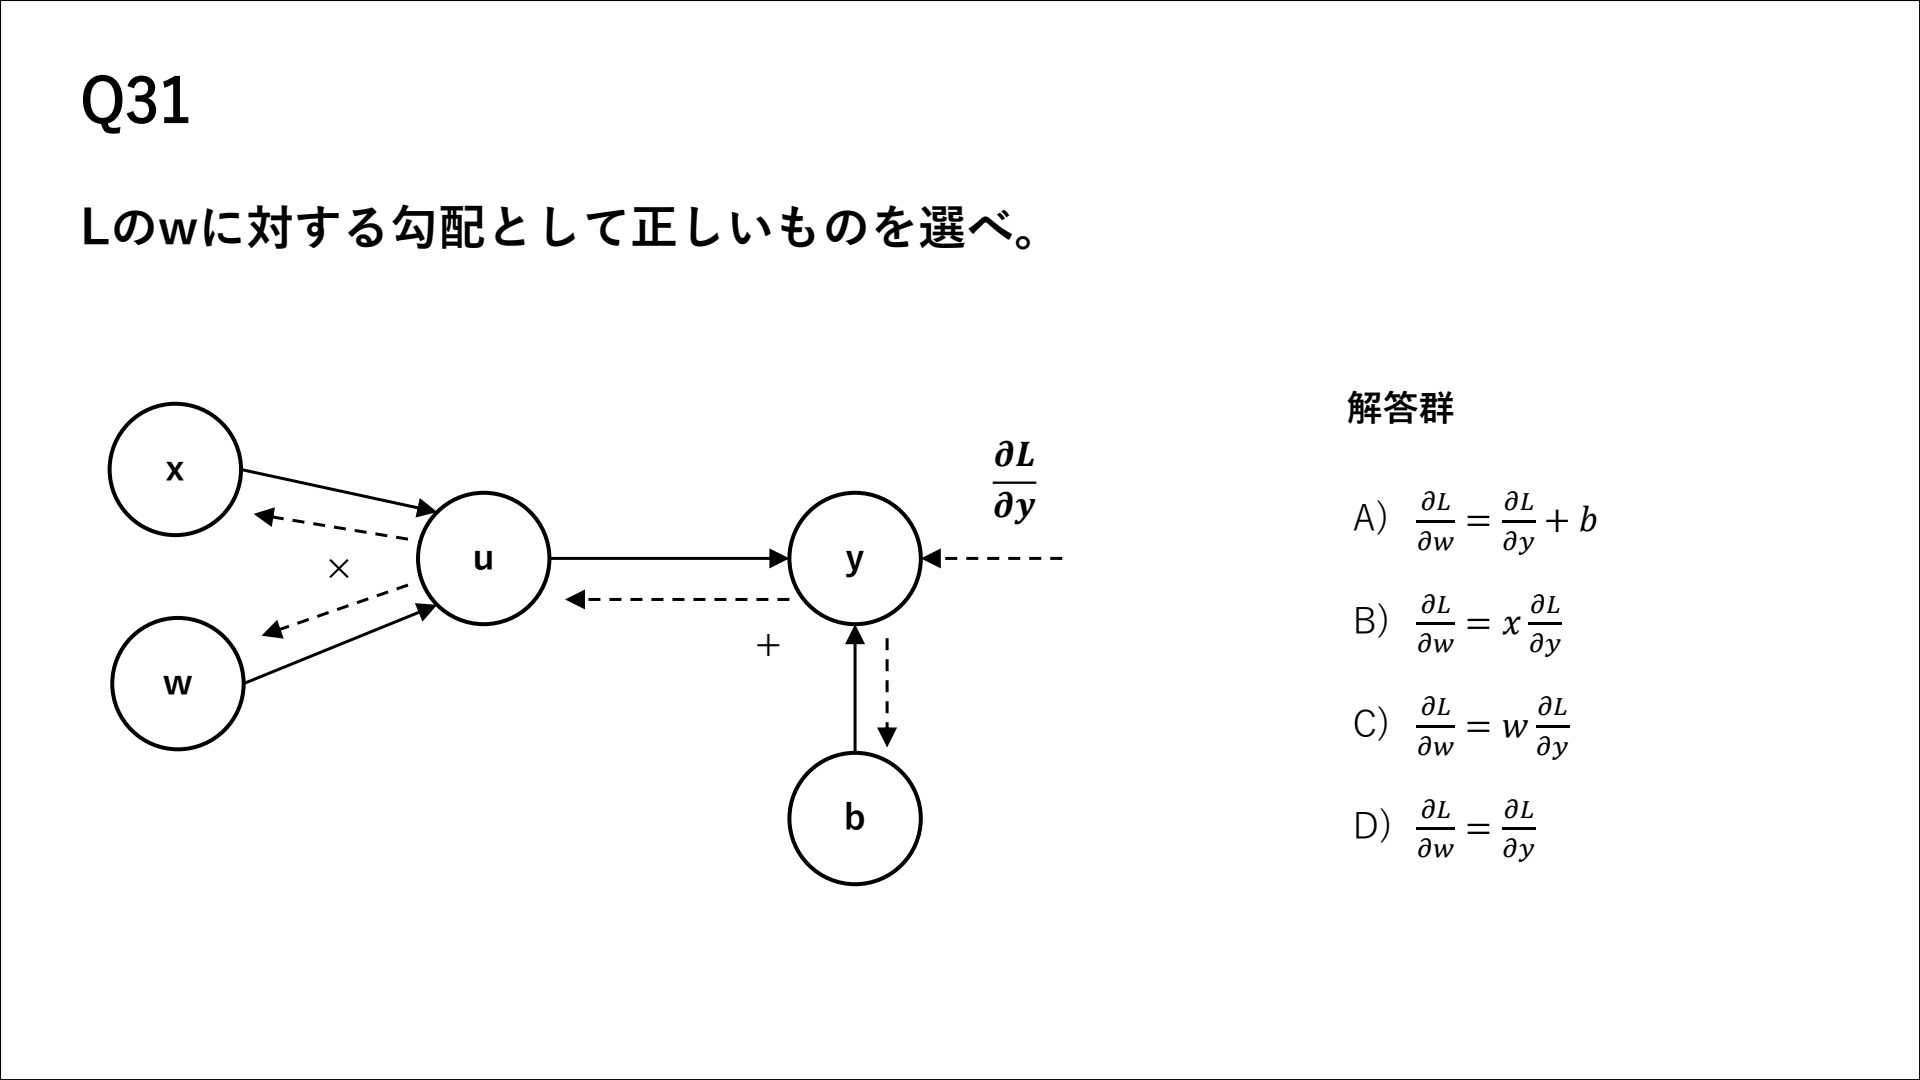 Q31
Lのwに対する勾配として正しいものを選べ。
x
w
×
u
y
+
b
∂L/∂y
解答群
A) ∂L/∂w = ∂L/∂y + b
B) ∂L/∂w = x ∂L/∂y
C) ∂L/∂w = w ∂L/∂y
D) ∂L/∂w = ∂L/∂y